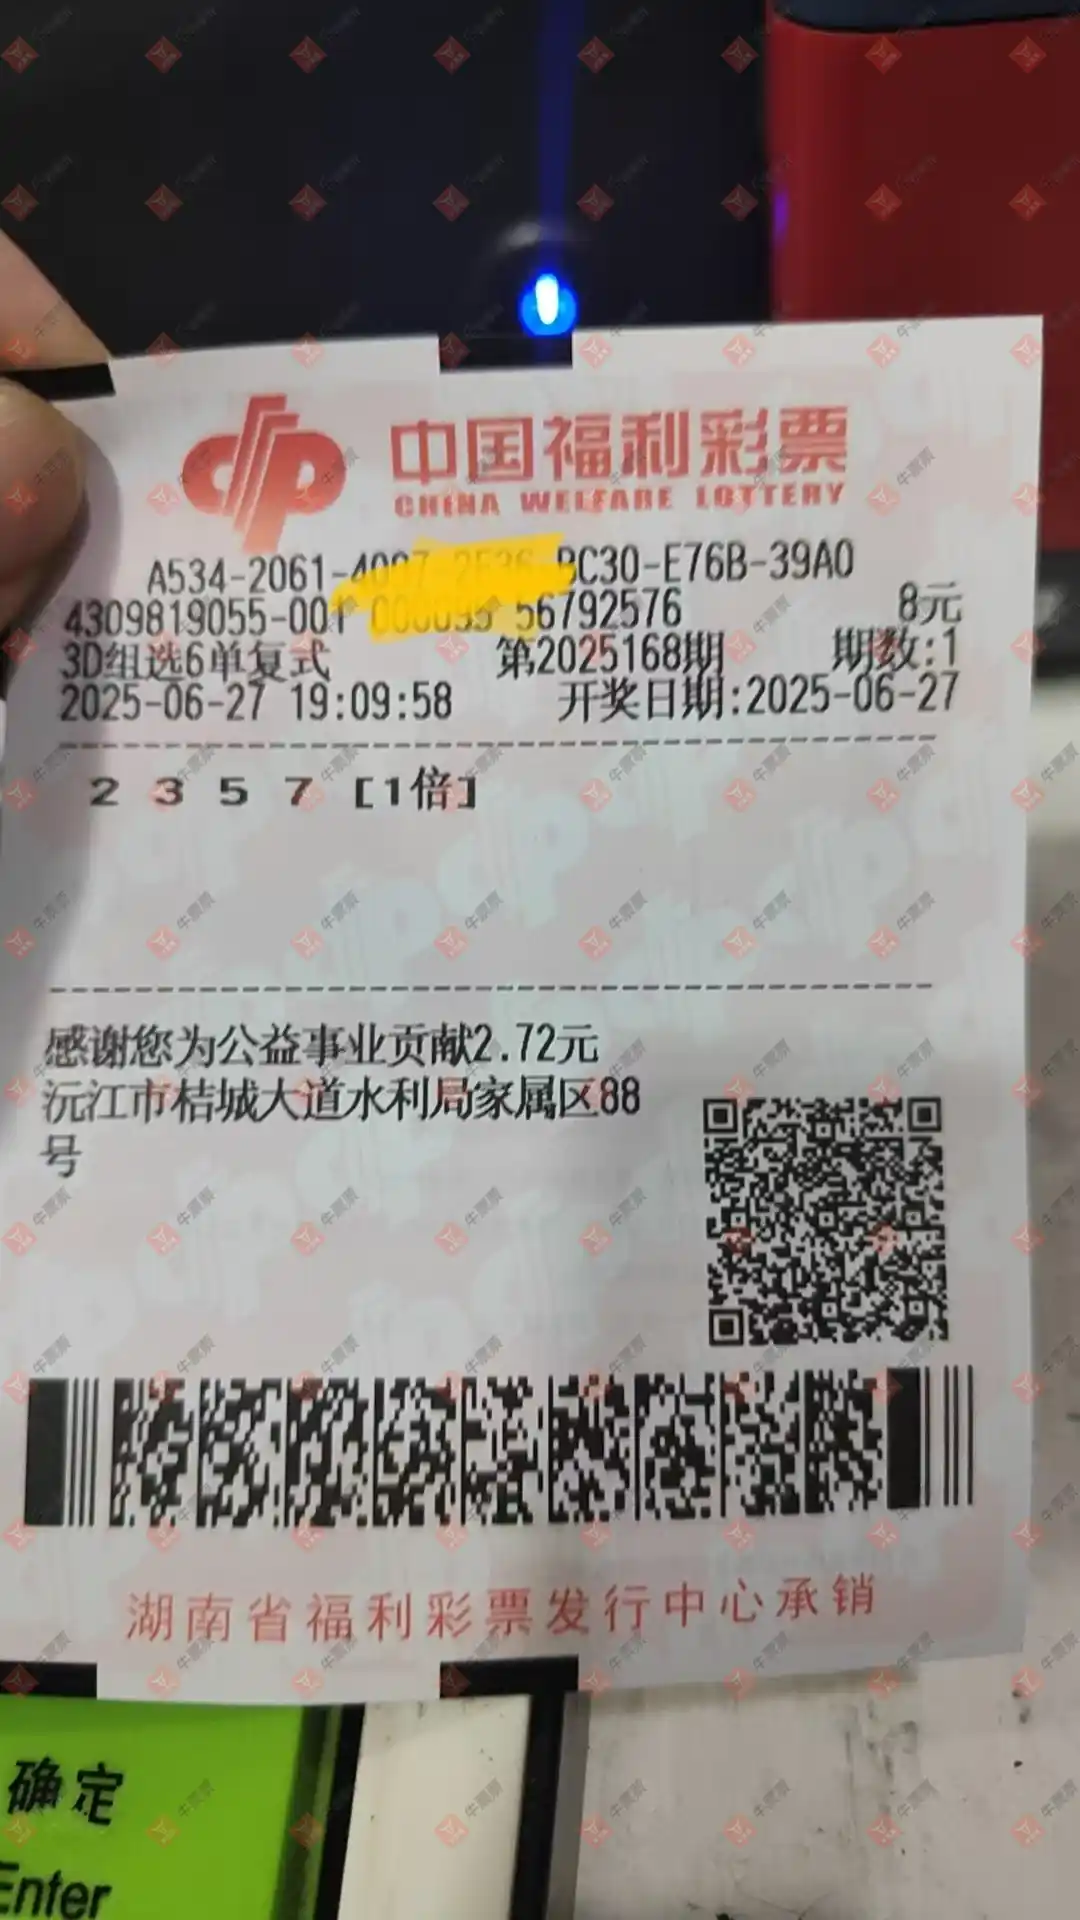 中国福利彩票
CHINA WELFARE LOTTERY
A534-2061- BC30-E76B-39A0
4309819055-001 56792576 8元
3D组选6单复式 第2025168期 期数:1
2025-06-27 19:09:58 开奖日期:2025-06-27
2 3 5 7 [1倍]
感谢您为公益事业贡献2.72元
沅江市桔城大道水利局家属区88
号
湖南省福利彩票发行中心承销
确定
Enter
牛票票